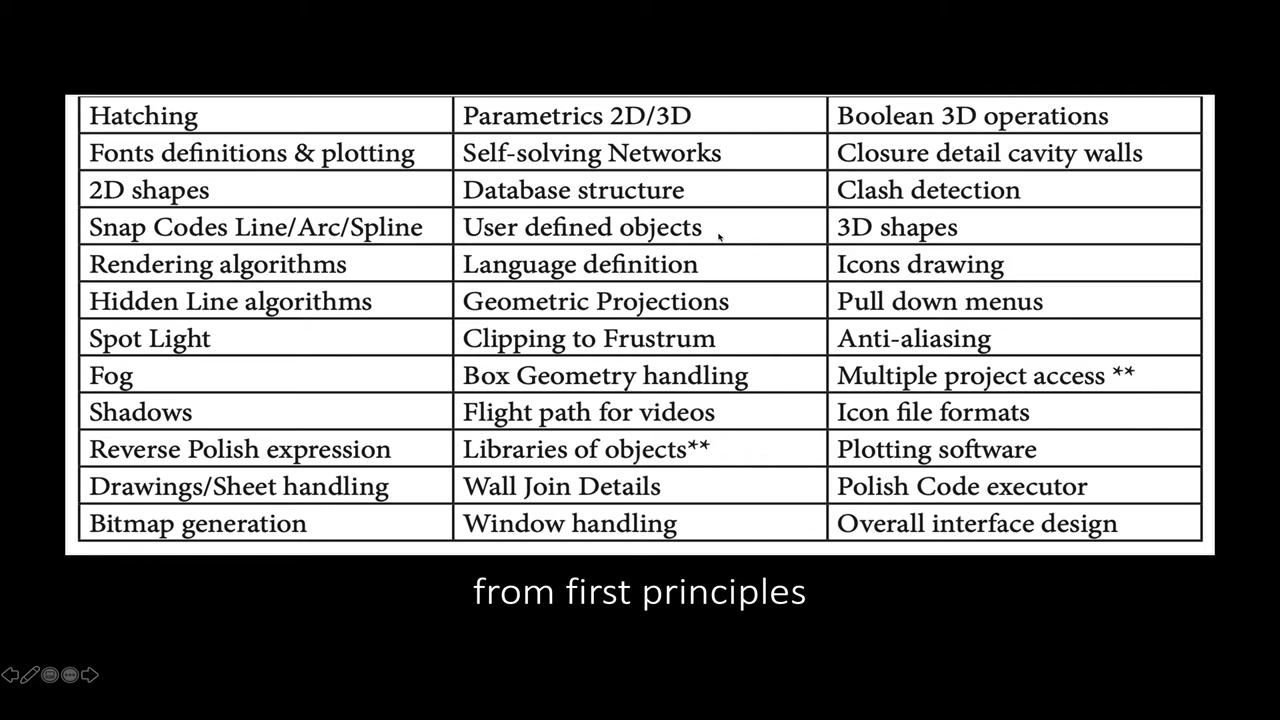 Hatching Parametrics 2D/3D Boolean 3D operations
Fonts definitions & plotting Self-solving Networks Closure detail cavity walls
2D shapes Database structure Clash detection
Snap Codes Line/Arc/Spline User defined objects 3D shapes
Rendering algorithms Language definition Icons drawing
Hidden Line algorithms Geometric Projections Pull down menus
Spot Light Clipping to Frustrum Anti-aliasing
Fog Box Geometry handling Multiple project access **
Shadows Flight path for videos Icon file formats
Reverse Polish expression Libraries of objects** Plotting software
Drawings/Sheet handling Wall Join Details Polish Code executor
Bitmap generation Window handling Overall interface design
from first principles